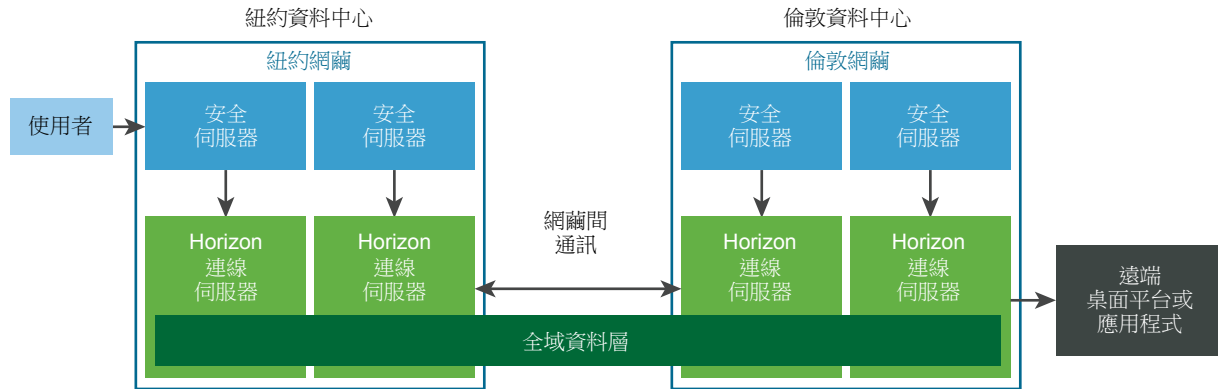 紐約資料中心
倫敦資料中心
紐約網繭
倫敦網繭
使用者
安全
伺服器
安全
伺服器
安全
伺服器
安全
伺服器
網繭間
通訊
Horizon
連線
伺服器
Horizon
連線
伺服器
Horizon
連線
伺服器
Horizon
連線
伺服器
遠端
桌面平台或
應用程式
全域資料層